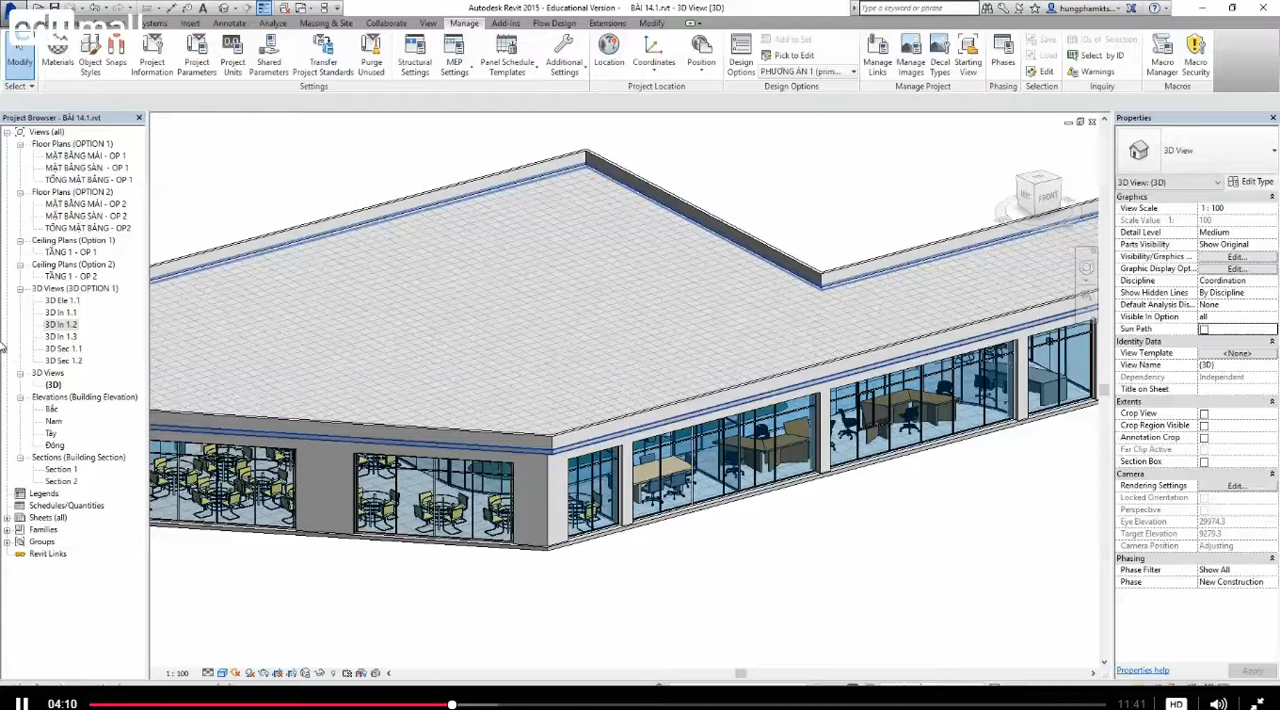 edumall
Autodesk Revit 2015 - Educational Version - BÀI 14.1.rvt - 3D View: {3D}
Type a keyword or phrase
hungphamkts...
Systems Insert Annotate Analyze Massing & Site Collaborate View Manage Add-Ins Flow Design Extensions Modify
Modify
Materials
Object Styles
Snaps
Project Information
Project Parameters
Project Units
Shared Parameters
Transfer Project Standards
Purge Unused
Structural Settings
MEP Settings
Panel Schedule Templates
Additional Settings
Location
Coordinates
Position
Design Options
Add to Set
Pick to Edit
PHƯƠNG ÁN 1 (prim...
Manage Links
Manage Images
Decal Types
Starting View
Phases
Save
Load
Edit
IDs of Selection
Select by ID
Warnings
Macro Manager
Macro Security
Select
Settings
Project Location
Design Options
Manage Project
Phasing
Selection
Inquiry
Macros
Project Browser - BÀI 14.1.rvt
Views (all)
Floor Plans (OPTION 1)
MẶT BẰNG MÁI - OP 1
MẶT BẰNG SÀN - OP 1
TỔNG MẶT BẰNG - OP 1
Floor Plans (OPTION 2)
MẶT BẰNG MÁI - OP 2
MẶT BẰNG SÀN - OP 2
TỔNG MẶT BẰNG - OP2
Ceiling Plans (Option 1)
TẦNG 1 - OP 1
Ceiling Plans (Option 2)
TẦNG 1 - OP 2
3D Views (3D OPTION 1)
3D Ele 1.1
3D In 1.1
3D In 1.2
3D In 1.3
3D Sec 1.1
3D Sec 1.2
3D Views
{3D}
Elevations (Building Elevation)
Bắc
Nam
Tây
Đông
Sections (Building Section)
Section 1
Section 2
Legends
Schedules/Quantities
Sheets (all)
Families
Groups
Revit Links
FRONT
Properties
3D View
3D View: {3D}
Edit Type
Graphics
View Scale 1 : 100
Scale Value 1: 100
Detail Level Medium
Parts Visibility Show Original
Visibility/Graphics ... Edit...
Graphic Display Opt... Edit...
Discipline Coordination
Show Hidden Lines By Discipline
Default Analysis Dis... None
Visible In Option all
Sun Path
Identity Data
View Template <None>
View Name {3D}
Dependency Independent
Title on Sheet
Extents
Crop View
Crop Region Visible
Annotation Crop
Far Clip Active
Section Box
Camera
Rendering Settings Edit...
Locked Orientation
Perspective
Eye Elevation 29974.3
Target Elevation 9279.3
Camera Position Adjusting
Phasing
Phase Filter Show All
Phase New Construction
Properties help
Apply
1 : 100
04:10
11:41
HD